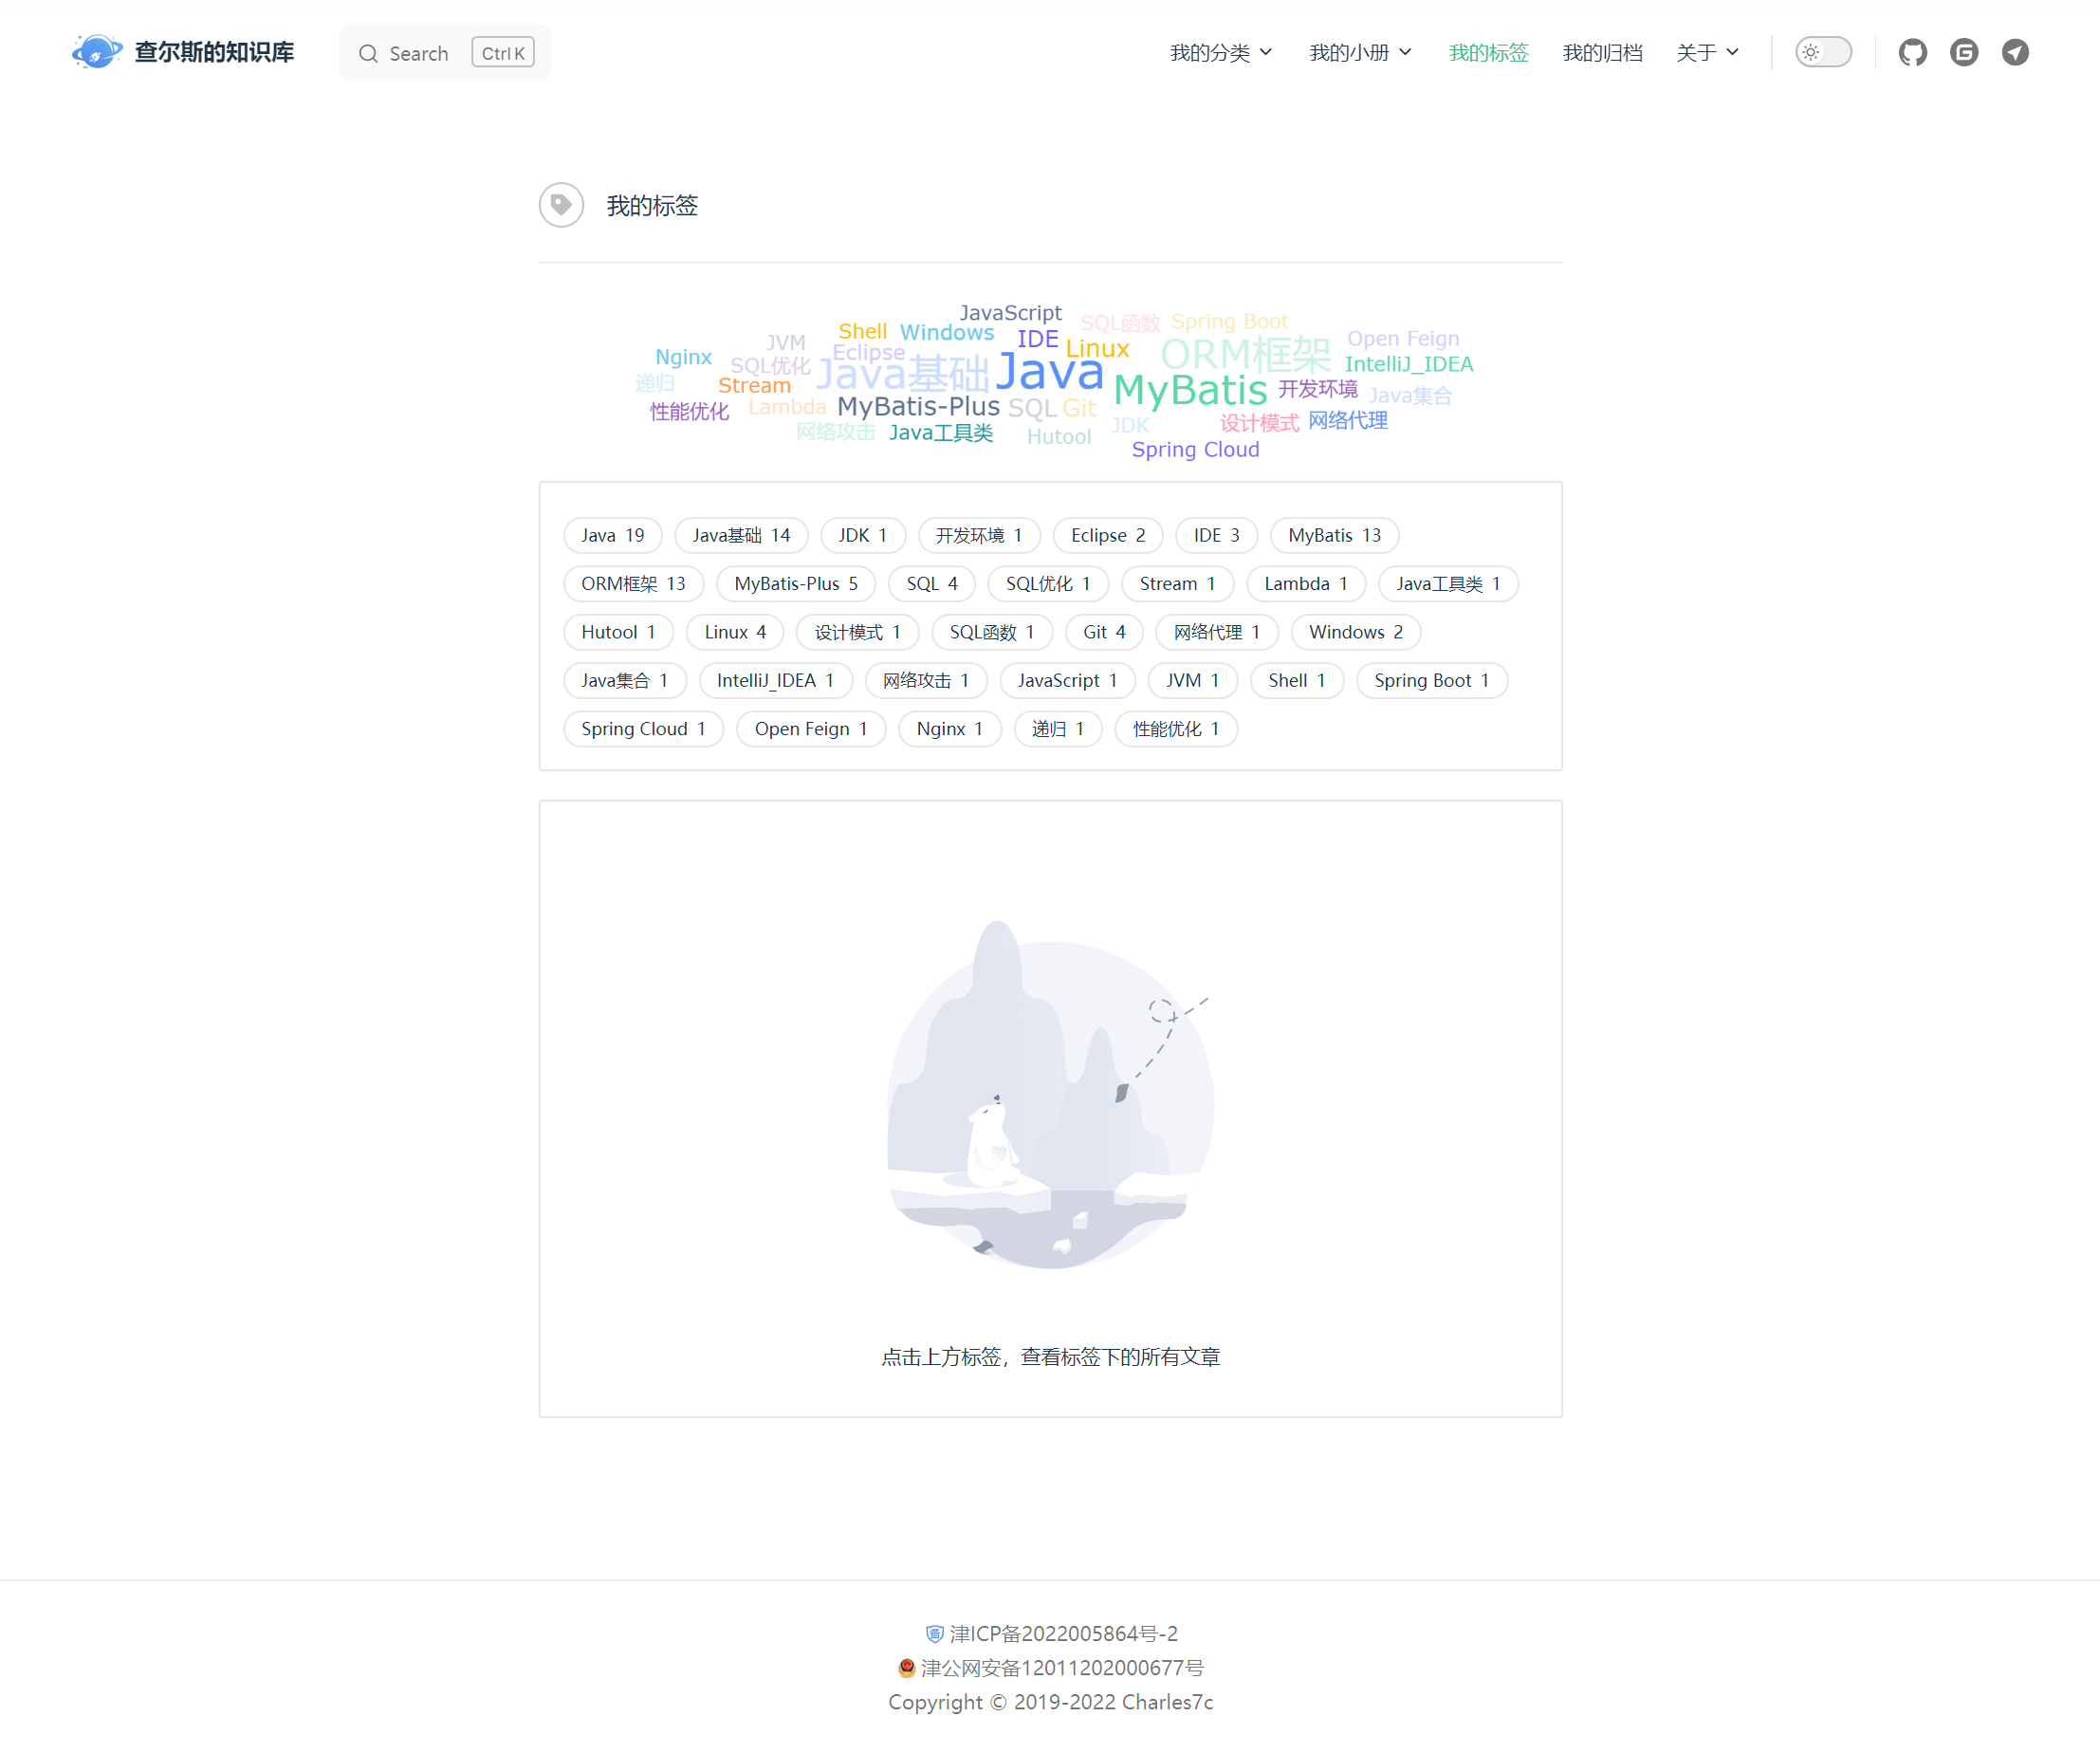 查尔斯的知识库 Search Ctrl K 我的分类 我的小册 我的标签 我的归档 关于
我的标签
JavaScript SQL函数 Spring Boot
Shell Windows IDE Open Feign
JVM Eclipse Linux ORM框架
Nginx SQL优化 Java基础 Java IntelliJ_IDEA
递归 Stream MyBatis 开发环境 Java集合
性能优化 Lambda MyBatis-Plus SQL Git 设计模式 网络代理
网络攻击 Java工具类 Hutool JDK
Spring Cloud
Java 19 Java基础 14 JDK 1 开发环境 1 Eclipse 2 IDE 3 MyBatis 13
ORM框架 13 MyBatis-Plus 5 SQL 4 SQL优化 1 Stream 1 Lambda 1 Java工具类 1
Hutool 1 Linux 4 设计模式 1 SQL函数 1 Git 4 网络代理 1 Windows 2
Java集合 1 IntelliJ_IDEA 1 网络攻击 1 JavaScript 1 JVM 1 Shell 1 Spring Boot 1
Spring Cloud 1 Open Feign 1 Nginx 1 递归 1 性能优化 1
点击上方标签，查看标签下的所有文章
津ICP备2022005864号-2
津公网安备12011202000677号
Copyright © 2019-2022 Charles7c